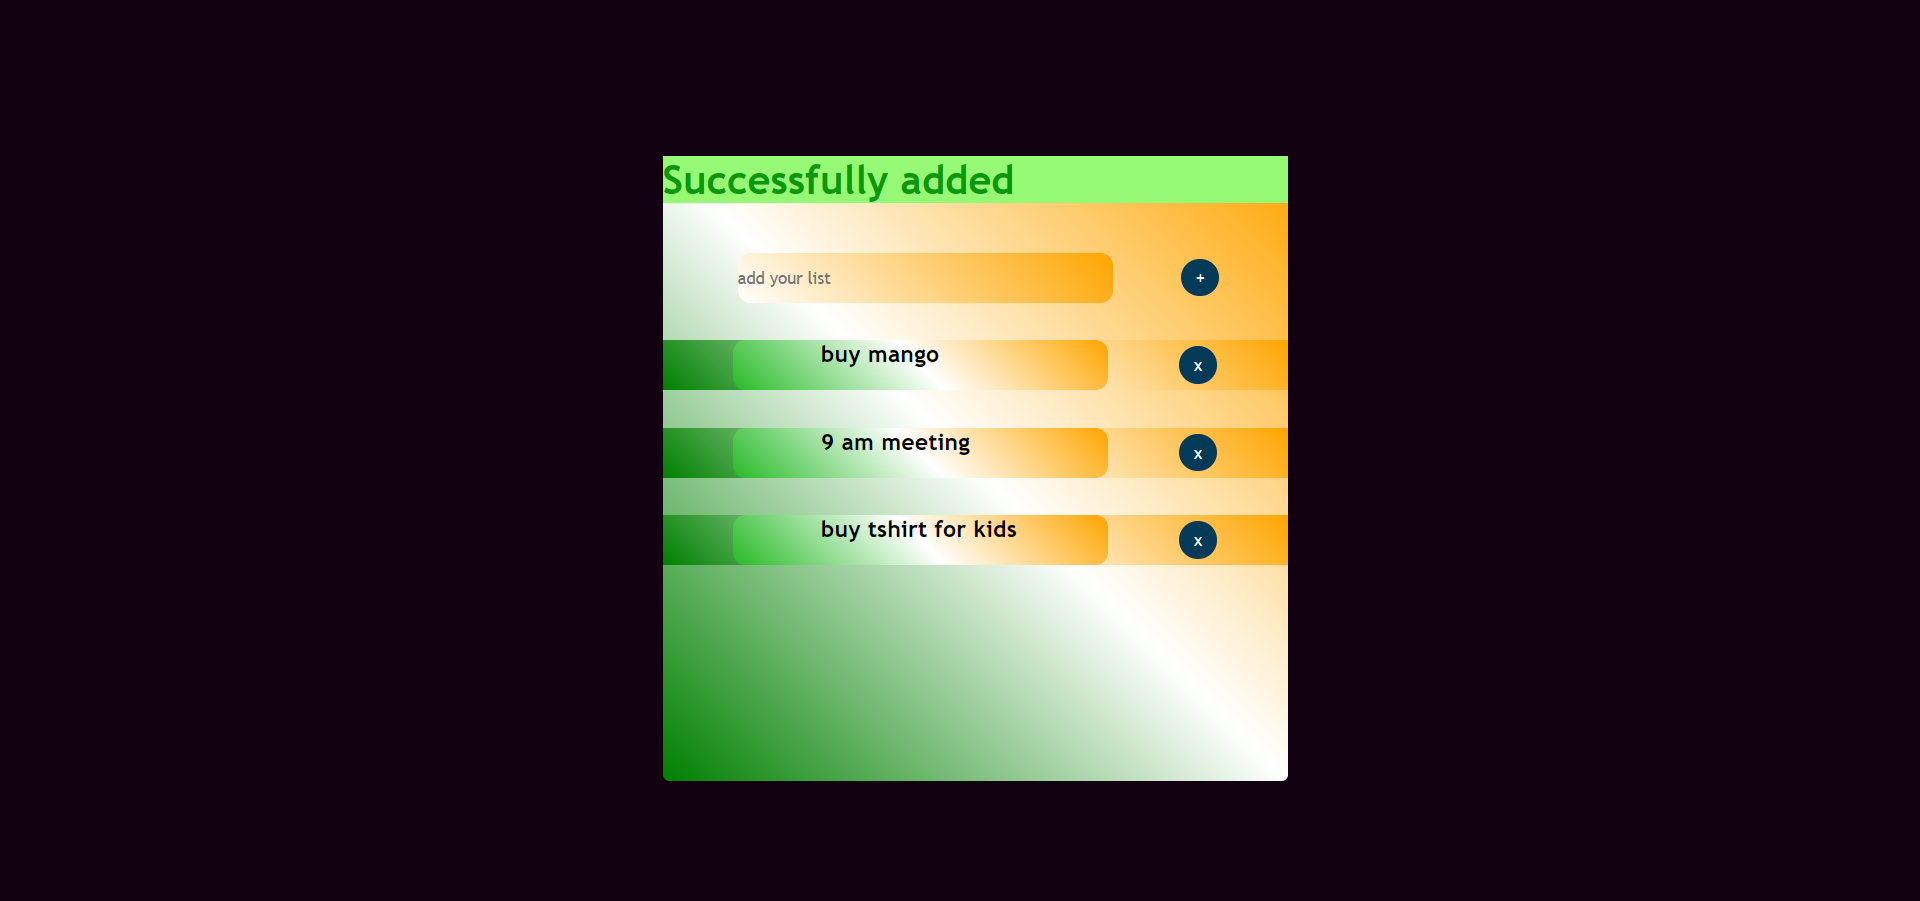 Successfully added
add your list
+
buy mango
x
9 am meeting
x
buy tshirt for kids
x